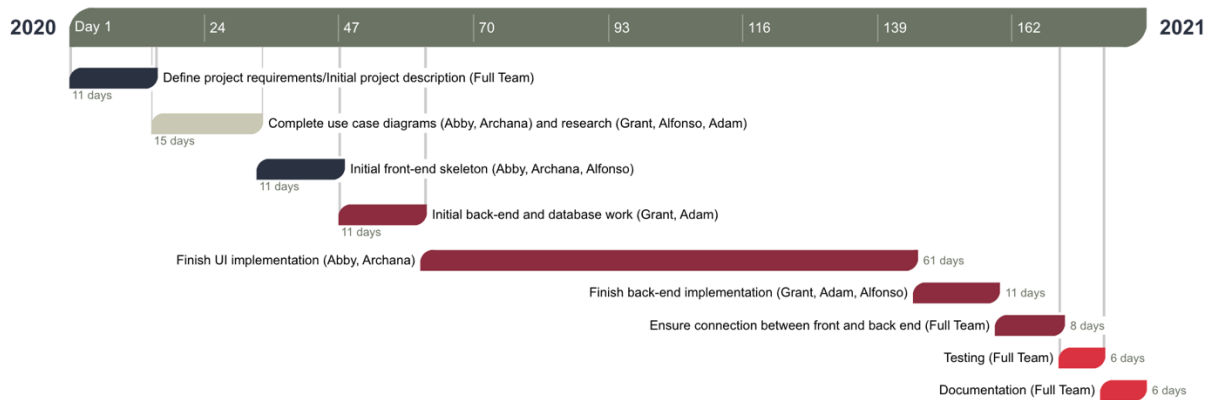 2020 Day 1 24 47 70 93 116 139 162 2021
Define project requirements/Initial project description (Full Team)
11 days
Complete use case diagrams (Abby, Archana) and research (Grant, Alfonso, Adam)
15 days
Initial front-end skeleton (Abby, Archana, Alfonso)
11 days
Initial back-end and database work (Grant, Adam)
11 days
Finish UI implementation (Abby, Archana) 61 days
Finish back-end implementation (Grant, Adam, Alfonso) 11 days
Ensure connection between front and back end (Full Team) 8 days
Testing (Full Team) 6 days
Documentation (Full Team) 6 days